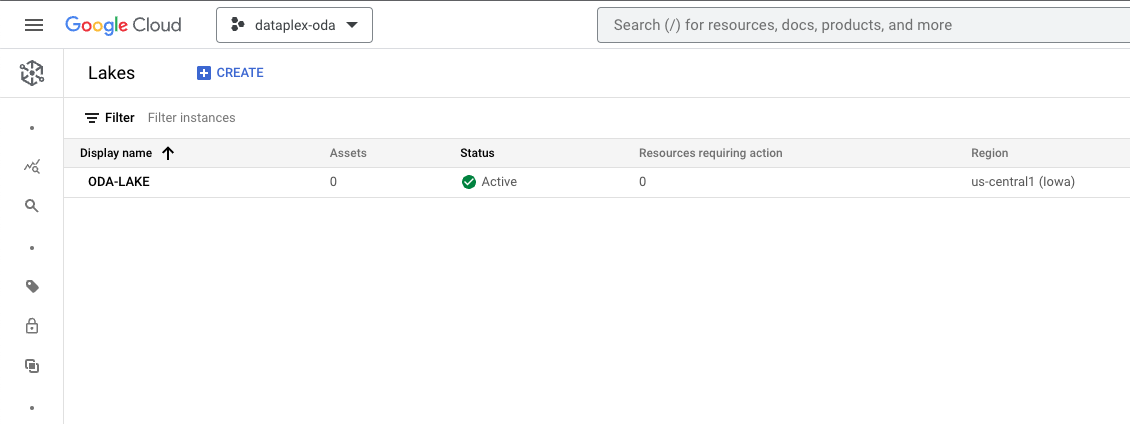 Google Cloud dataplex-oda Search (/) for resources, docs, products, and more
Lakes CREATE
Filter Filter instances
Display name Assets Status Resources requiring action Region
ODA-LAKE 0 Active 0 us-central1 (Iowa)